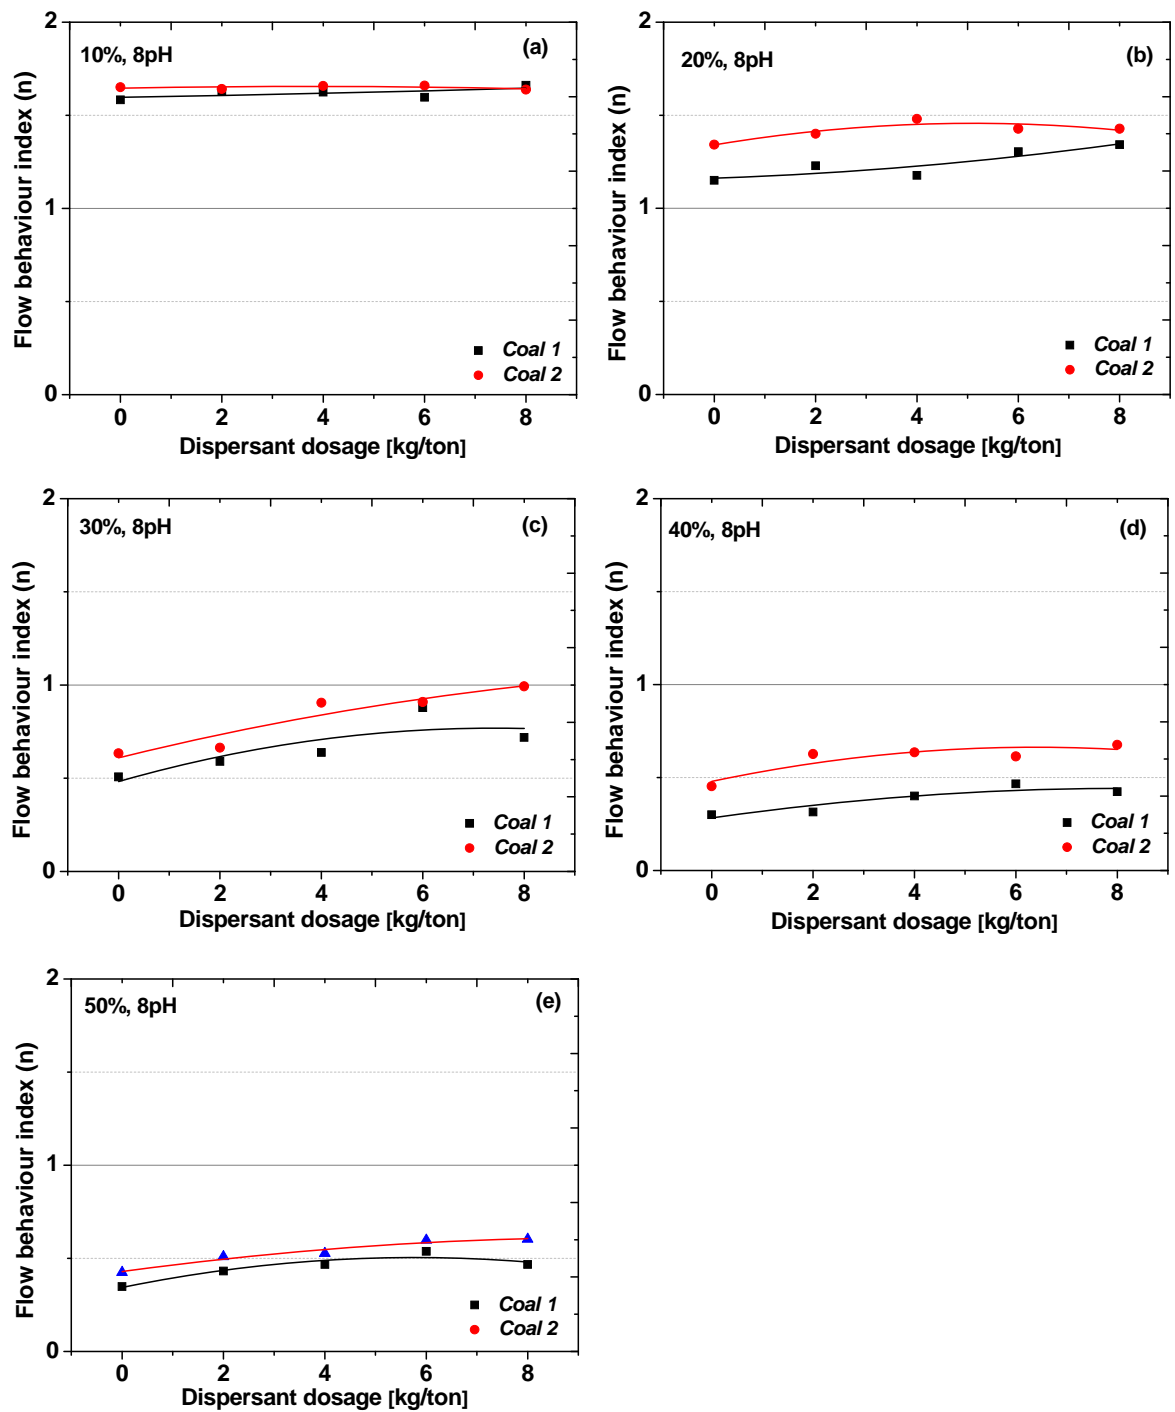 10%, 8pH
(a)
Flow behaviour index (n)
2
1
0
Coal 1
Coal 2
0 2 4 6 8
Dispersant dosage [kg/ton]
20%, 8pH
(b)
Flow behaviour index (n)
2
1
0
Coal 1
Coal 2
0 2 4 6 8
Dispersant dosage [kg/ton]
30%, 8pH
(c)
Flow behaviour index (n)
2
1
0
Coal 1
Coal 2
0 2 4 6 8
Dispersant dosage [kg/ton]
40%, 8pH
(d)
Flow behaviour index (n)
2
1
0
Coal 1
Coal 2
0 2 4 6 8
Dispersant dosage [kg/ton]
50%, 8pH
(e)
Flow behaviour index (n)
2
1
0
Coal 1
Coal 2
0 2 4 6 8
Dispersant dosage [kg/ton]